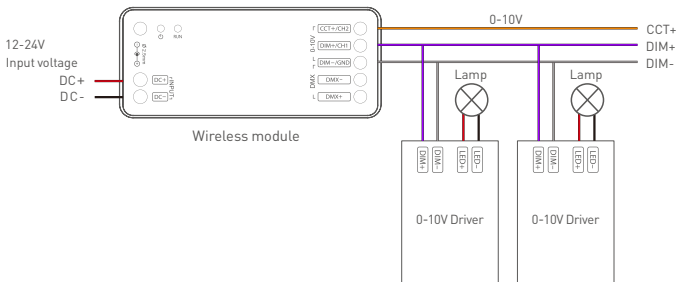 0-10V
CCT+
DIM+
DIM-
12-24V
Input voltage
DC+
DC-
RUN
Ø 2.5mm
DC+
DC-
+INPUT-
CCT+/CH2
0-10V
DIM+/CH1
DIM-/GND
DMX
DMX-
DMX+
Wireless module
Lamp
Lamp
DIM+
DIM-
LED+
LED-
DIM+
DIM-
LED+
LED-
0-10V Driver
0-10V Driver